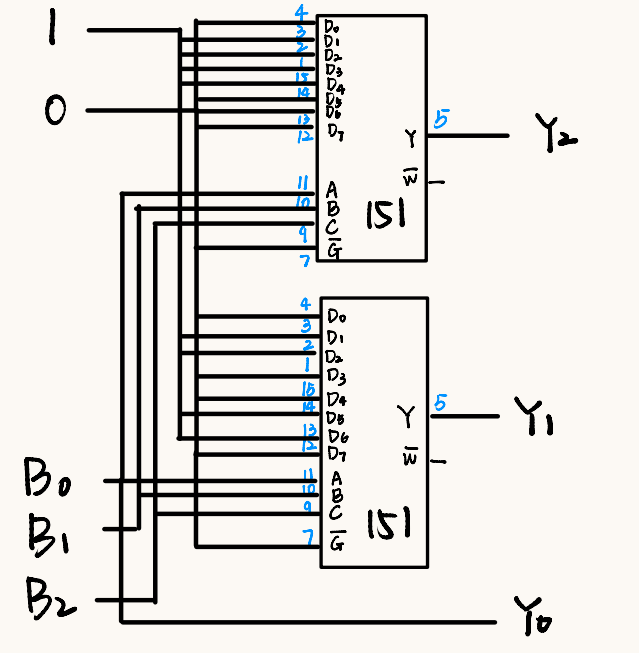 1
0
4 D0
3 D1
2 D2
1 D3
15 D4
14 D5
D6
13
12 D7
Y 5 Y2
W̅
11 A
10 B
9 C
7 G̅
151
4 D0
3 D1
2 D2
1 D3
15 D4
14 D5
13 D6
12 D7
Y 5 Y1
W̅
11 A
10 B
9 C
7 G̅
151
B0
B1
B2
Y0